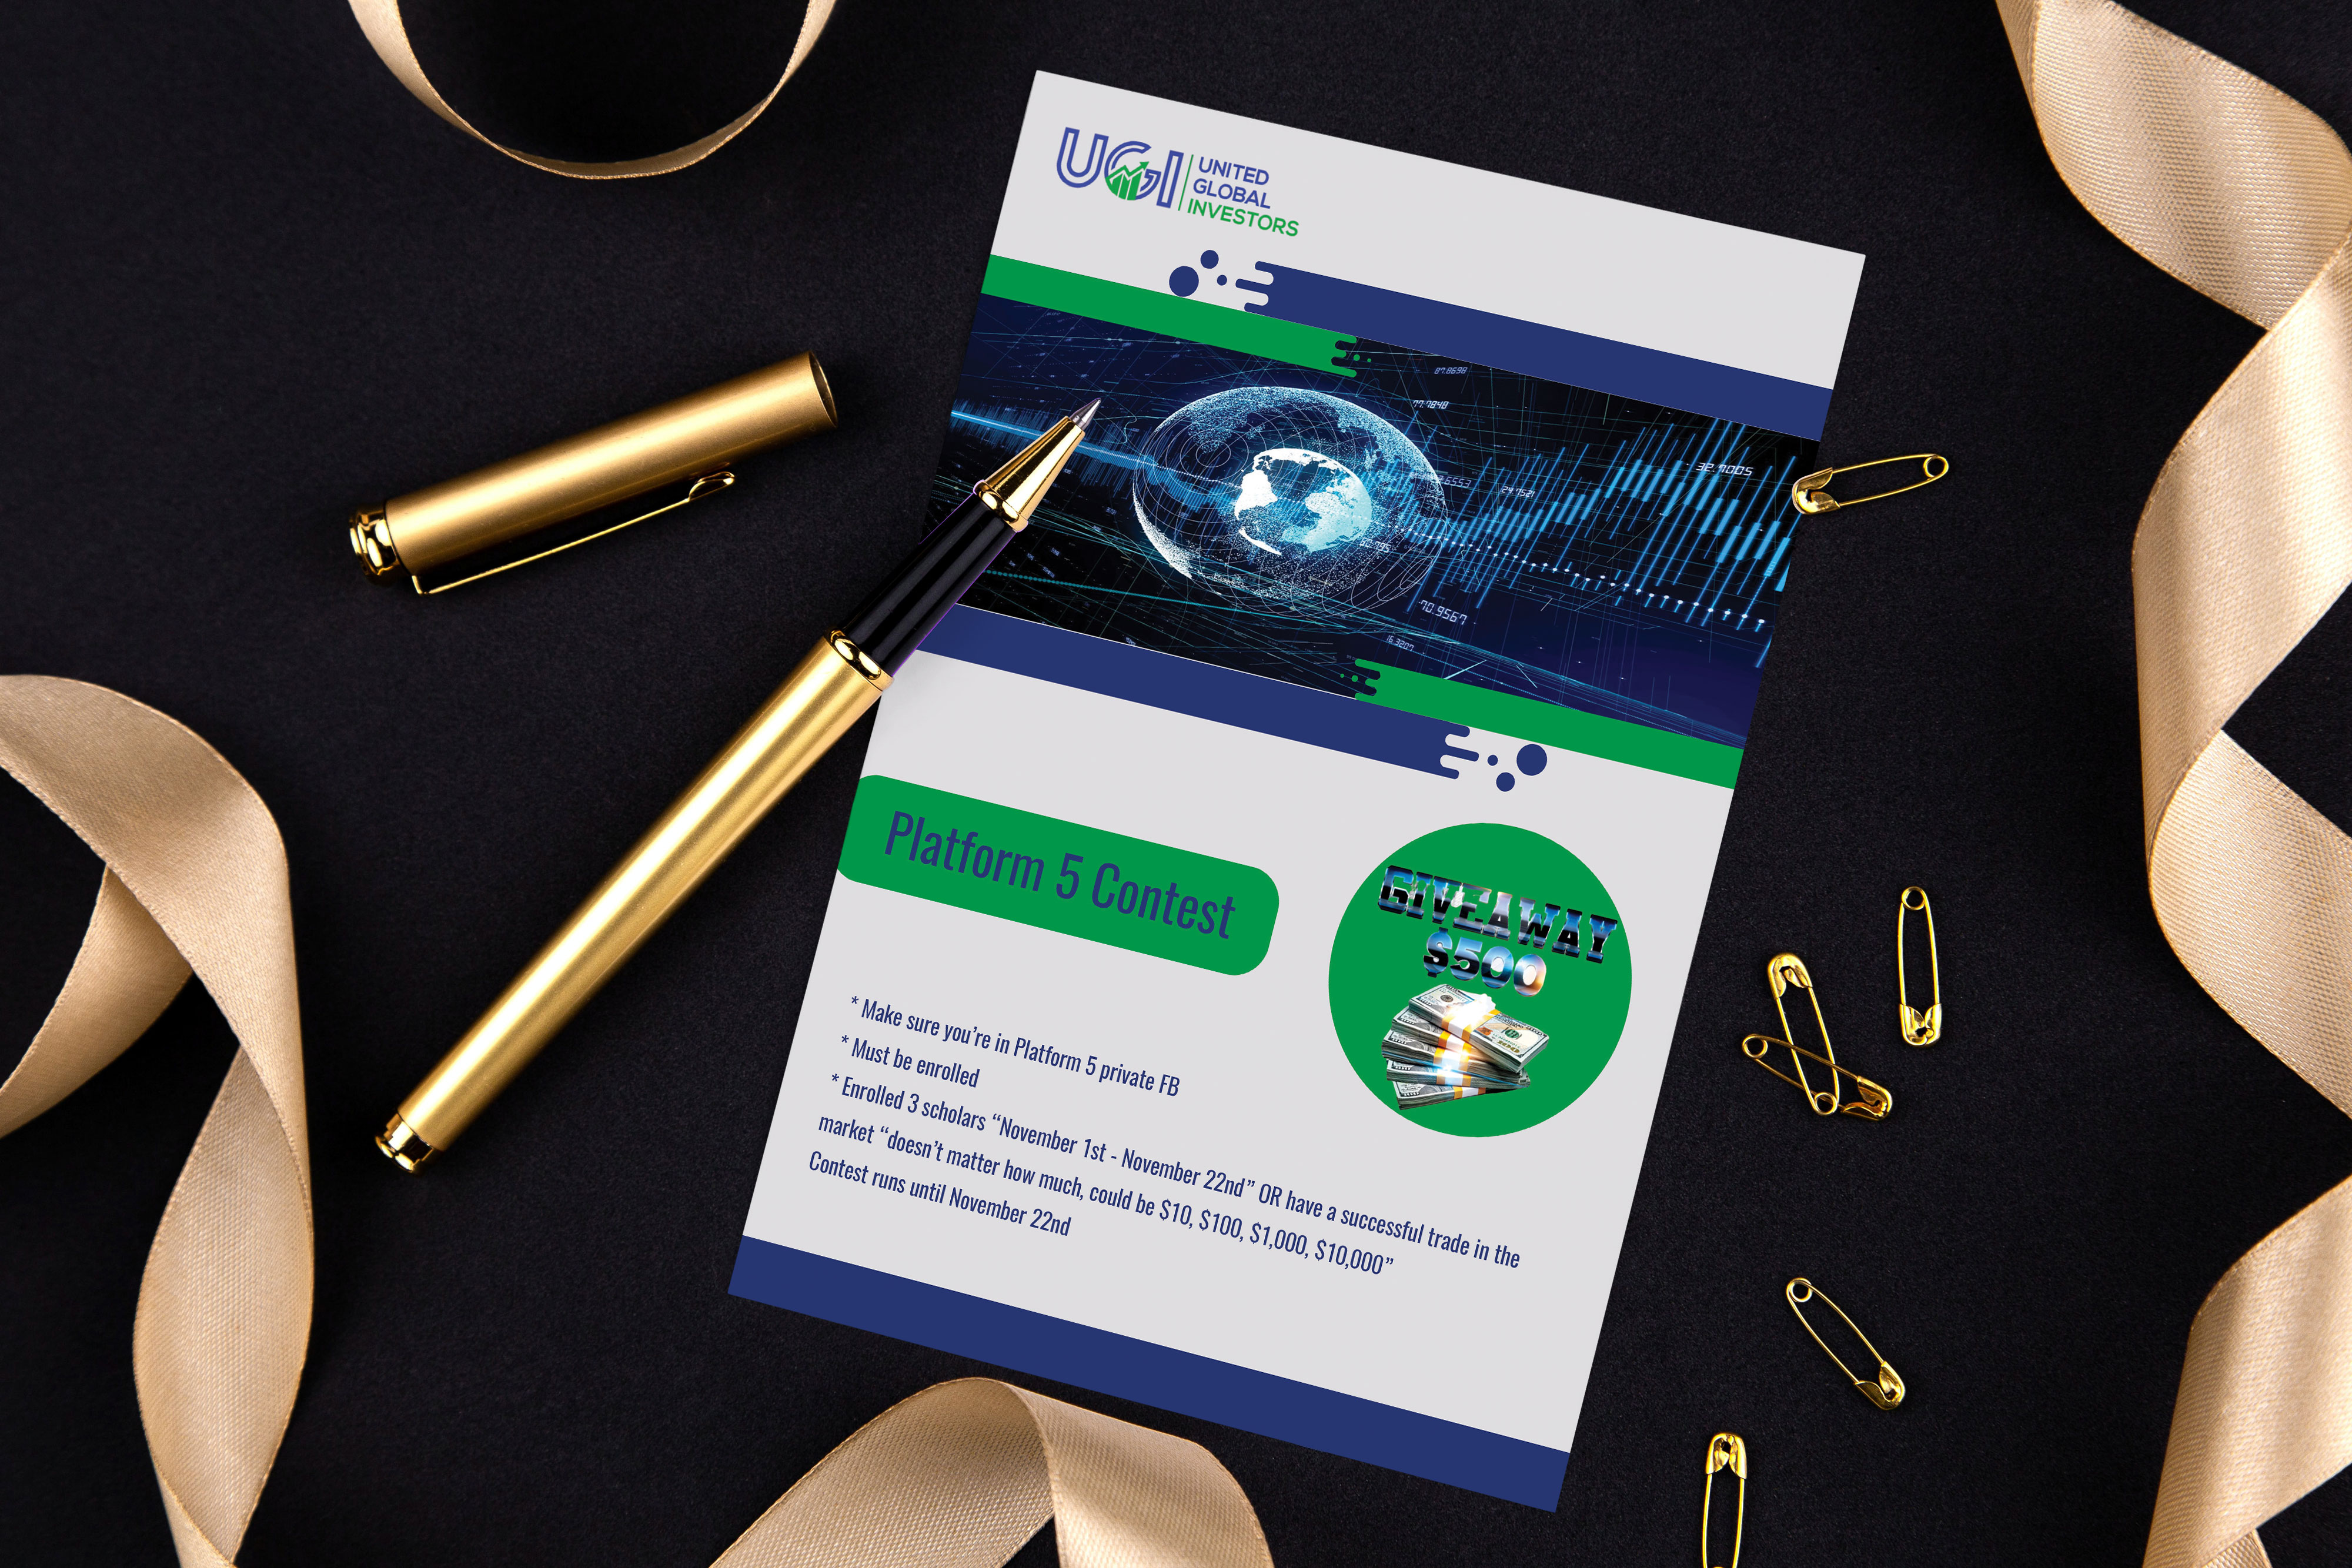 UGI
UNITED
GLOBAL
INVESTORS
87.8698
77.7848
32.7005
24.7521
70.9567
16.3207
Platform 5 Contest
GIVEAWAY
$500
* Make sure you're in Platform 5 private FB
* Must be enrolled
* Enrolled 3 scholars “November 1st - November 22nd” OR have a successful trade in the
market “doesn't matter how much, could be $10, $100, $1,000, $10,000”
Contest runs until November 22nd